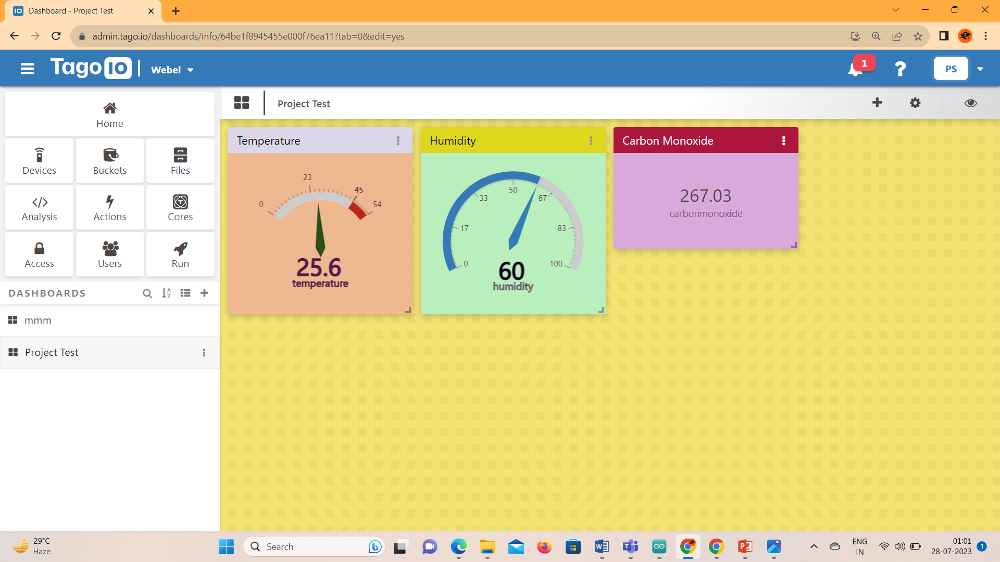 Dashboard - Project Test
admin.tago.io/dashboards/info/64be1f8945455e000f76ea11?tab=0&edit=yes
Tago IO
Webel
1
?
PS
Home
Devices
Buckets
Files
Analysis
Actions
Cores
Access
Users
Run
DASHBOARDS
mmm
Project Test
Project Test
Temperature
0
23
45
54
25.6
temperature
Humidity
0
17
33
50
67
83
100
60
humidity
Carbon Monoxide
267.03
carbonmonoxide
29°C
Haze
Search
ENG
IN
01:01
28-07-2023
1